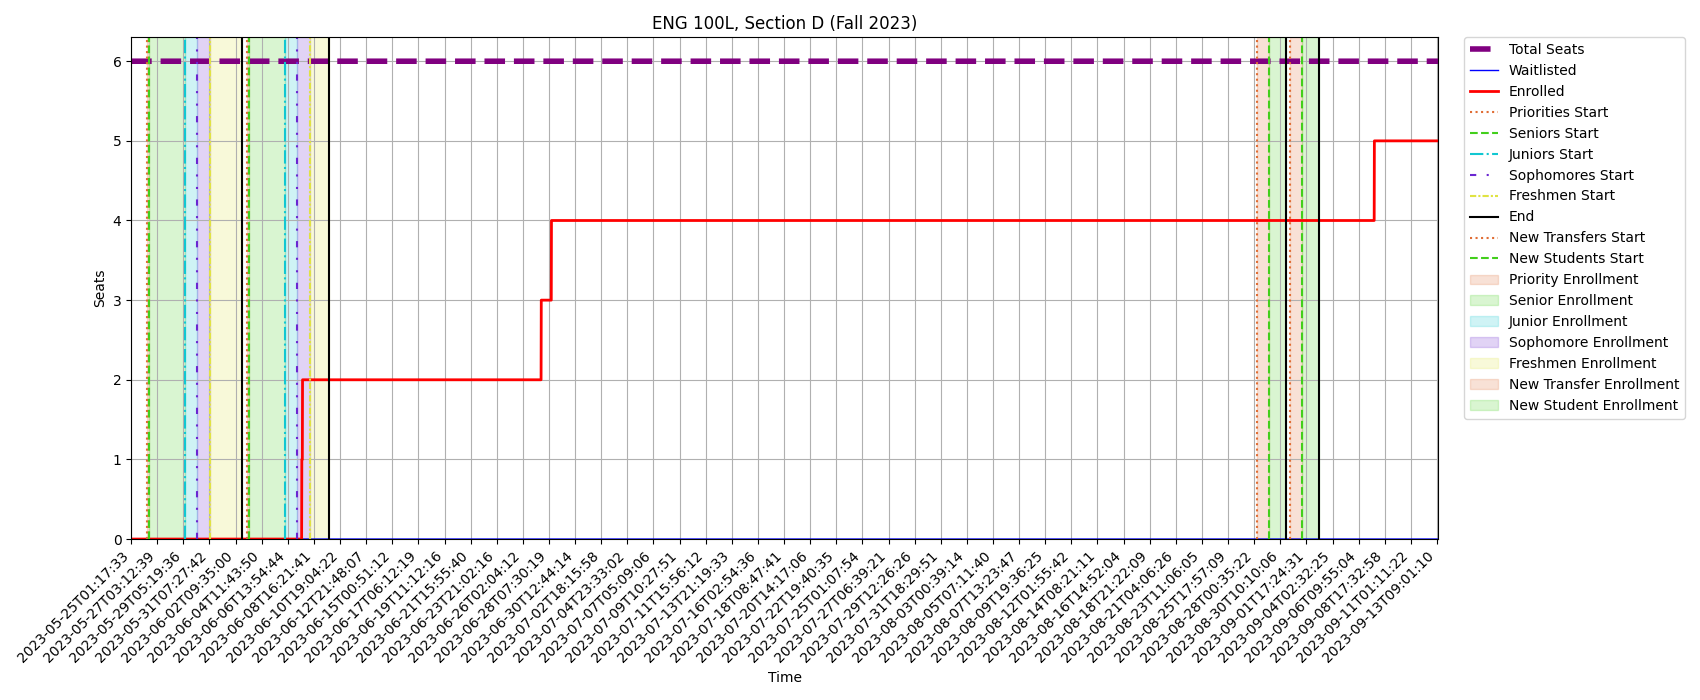 ENG 100L, Section D (Fall 2023)
Seats
6
5
4
3
2
1
0
2023-05-25T01:17:33
2023-05-27T03:12:39
2023-05-29T05:19:36
2023-05-31T07:27:42
2023-06-02T09:35:00
2023-06-04T11:43:50
2023-06-06T13:54:44
2023-06-08T16:21:41
2023-06-10T19:04:22
2023-06-12T21:48:07
2023-06-15T00:51:12
2023-06-17T06:12:19
2023-06-19T11:12:16
2023-06-21T15:55:40
2023-06-23T21:02:16
2023-06-26T02:04:12
2023-06-28T07:30:19
2023-06-30T12:44:14
2023-07-02T18:15:58
2023-07-04T23:33:02
2023-07-07T05:09:06
2023-07-09T10:27:51
2023-07-11T15:56:12
2023-07-13T21:19:33
2023-07-16T02:54:36
2023-07-18T08:47:41
2023-07-20T14:17:06
2023-07-22T19:40:35
2023-07-25T01:07:54
2023-07-27T06:39:21
2023-07-29T12:26:26
2023-07-31T18:29:51
2023-08-03T00:39:14
2023-08-05T07:11:40
2023-08-07T13:23:47
2023-08-09T19:36:25
2023-08-12T01:55:42
2023-08-14T08:21:11
2023-08-16T14:52:04
2023-08-18T21:22:09
2023-08-21T04:06:26
2023-08-23T11:06:05
2023-08-25T17:57:09
2023-08-28T00:35:22
2023-08-30T10:10:06
2023-09-01T17:24:31
2023-09-04T02:32:25
2023-09-06T09:55:04
2023-09-08T17:32:58
2023-09-11T01:11:22
2023-09-13T09:01:10
Time
Total Seats
Waitlisted
Enrolled
Priorities Start
Seniors Start
Juniors Start
Sophomores Start
Freshmen Start
End
New Transfers Start
New Students Start
Priority Enrollment
Senior Enrollment
Junior Enrollment
Sophomore Enrollment
Freshmen Enrollment
New Transfer Enrollment
New Student Enrollment